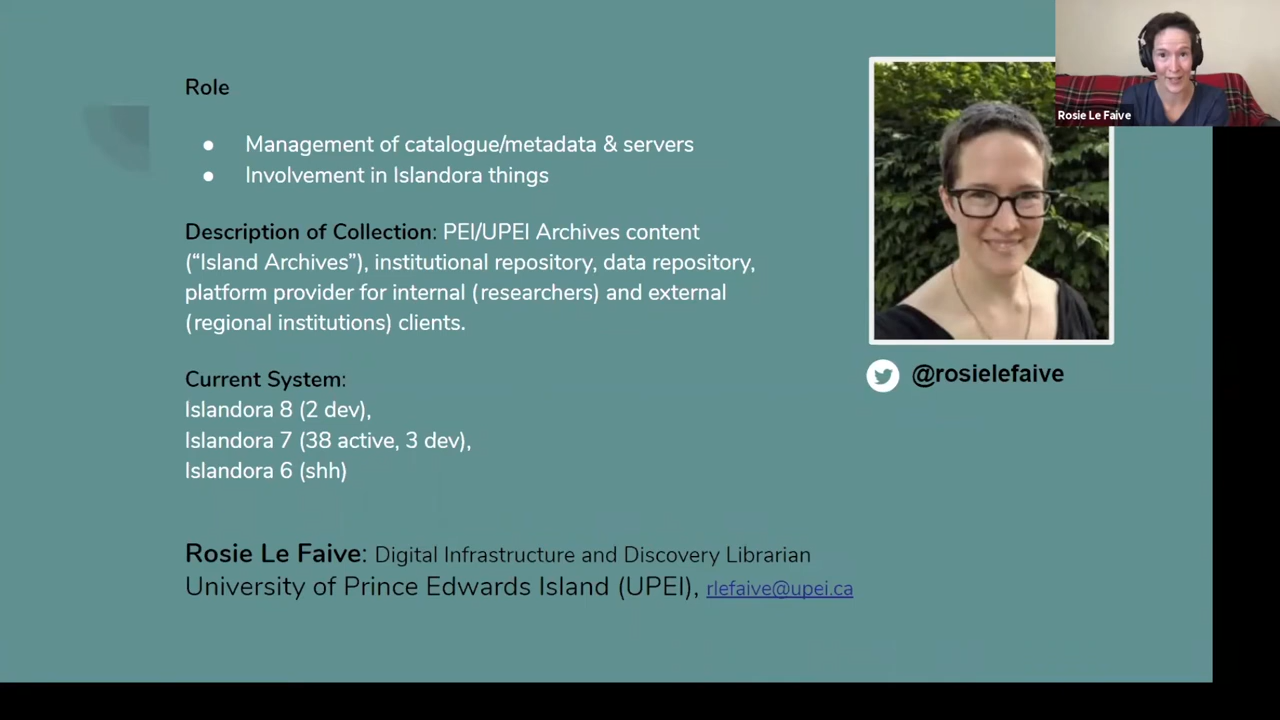 Role
● Management of catalogue/metadata & servers
● Involvement in Islandora things
Description of Collection: PEI/UPEI Archives content
(“Island Archives”), institutional repository, data repository,
platform provider for internal (researchers) and external
(regional institutions) clients.
Current System:
Islandora 8 (2 dev),
Islandora 7 (38 active, 3 dev),
Islandora 6 (shh)
Rosie Le Faive: Digital Infrastructure and Discovery Librarian
University of Prince Edwards Island (UPEI), rlefaive@upei.ca
Rosie Le Faive
@rosielefaive